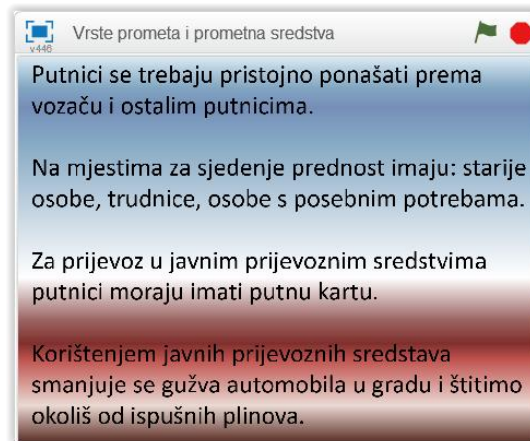 Vrste prometa i prometna sredstva
v446
Putnici se trebaju pristojno ponašati prema
vozaču i ostalim putnicima.
Na mjestima za sjedenje prednost imaju: starije
osobe, trudnice, osobe s posebnim potrebama.
Za prijevoz u javnim prijevoznim sredstvima
putnici moraju imati putnu kartu.
Korištenjem javnih prijevoznih sredstava
smanjuje se gužva automobila u gradu i štitimo
okoliš od ispušnih plinova.